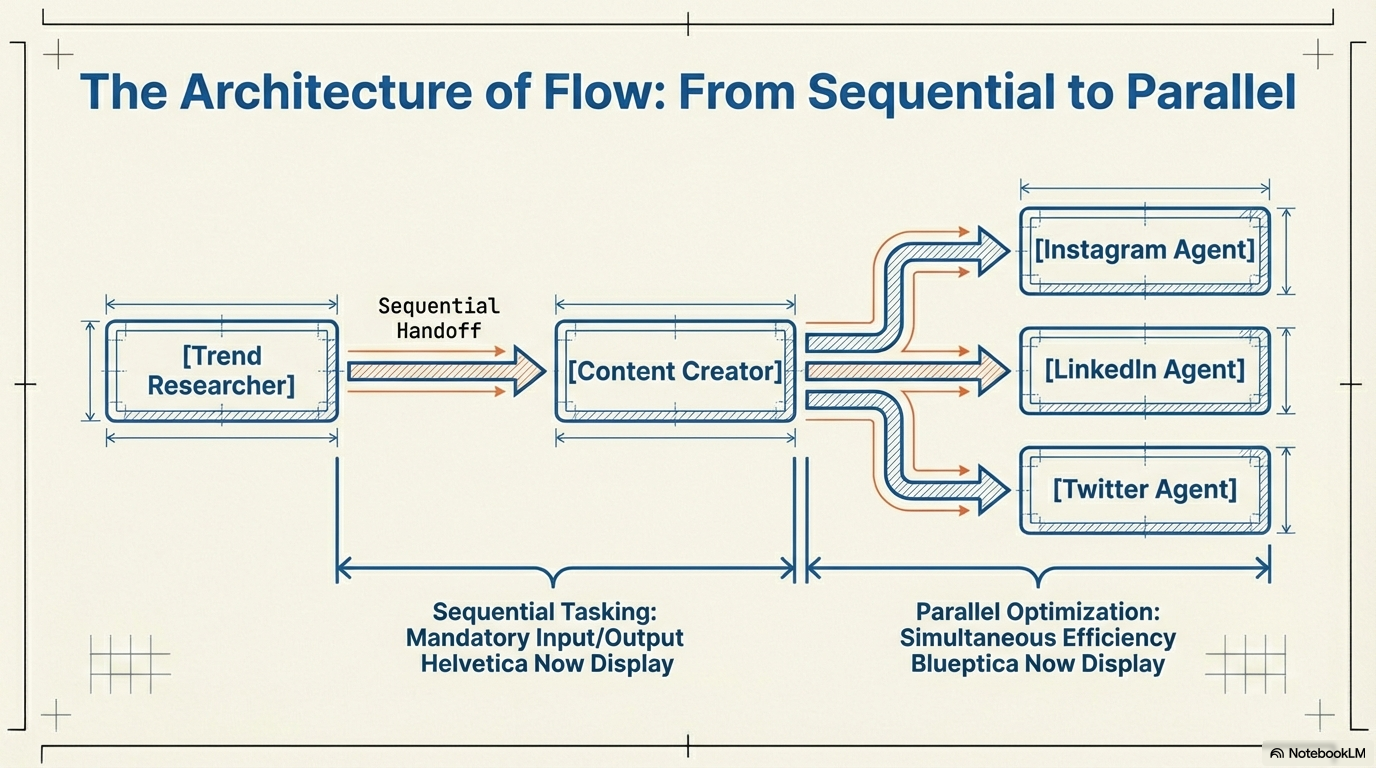 The Architecture of Flow: From Sequential to Parallel
[Trend
Researcher]
Sequential
Handoff
[Content Creator]
[Instagram Agent]
[LinkedIn Agent]
[Twitter Agent]
Sequential Tasking:
Mandatory Input/Output
Helvetica Now Display
Parallel Optimization:
Simultaneous Efficiency
Blueptica Now Display
NotebookLM